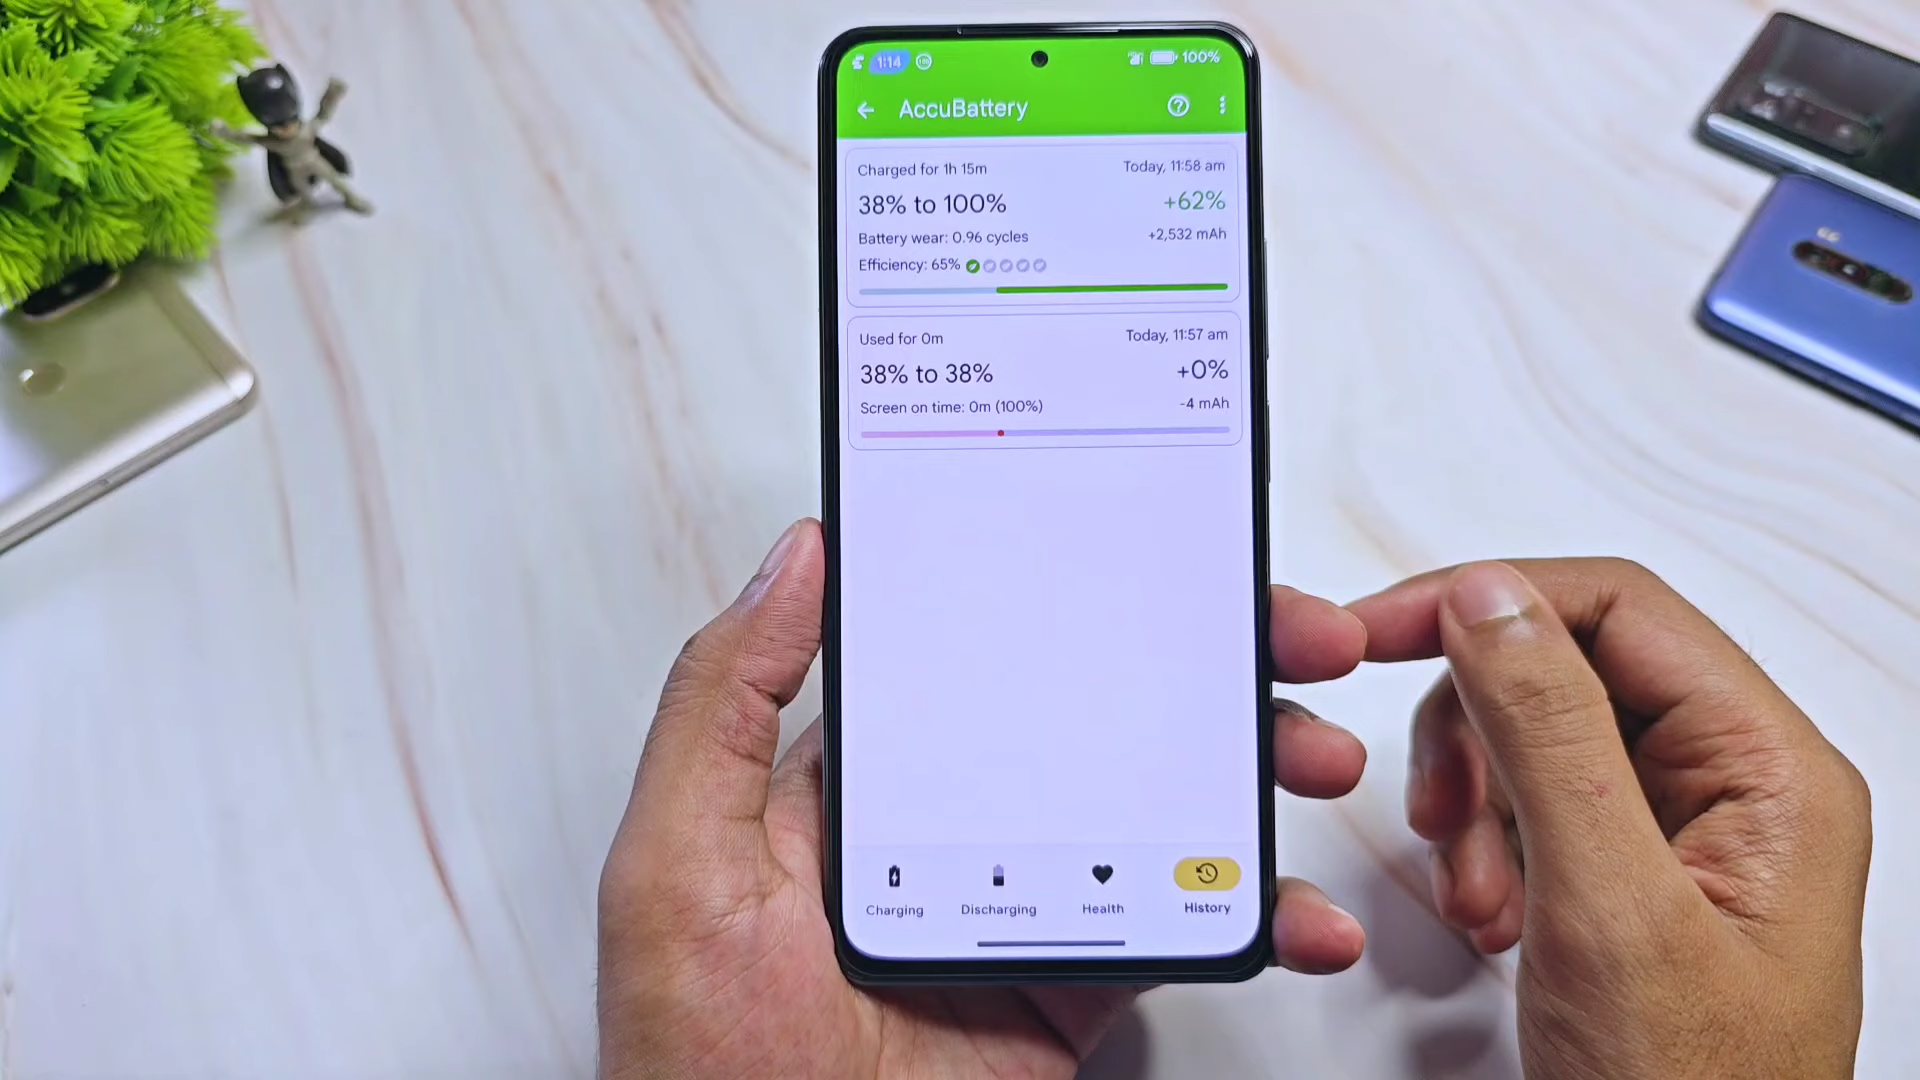 1:14 100%
AccuBattery
Charged for 1h 15m Today, 11:58 am
38% to 100% +62%
Battery wear: 0.96 cycles +2,532 mAh
Efficiency: 65%
Used for 0m Today, 11:57 am
38% to 38% +0%
Screen on time: 0m (100%) -4 mAh
Charging Discharging Health History